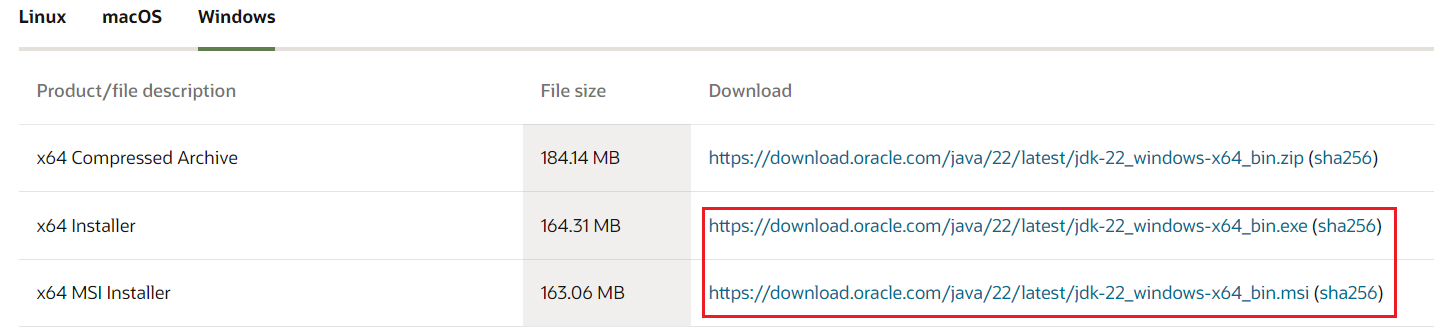 Linux macOS Windows
Product/file description File size Download
x64 Compressed Archive 184.14 MB https://download.oracle.com/java/22/latest/jdk-22_windows-x64_bin.zip (sha256)
x64 Installer 164.31 MB https://download.oracle.com/java/22/latest/jdk-22_windows-x64_bin.exe (sha256)
x64 MSI Installer 163.06 MB https://download.oracle.com/java/22/latest/jdk-22_windows-x64_bin.msi (sha256)